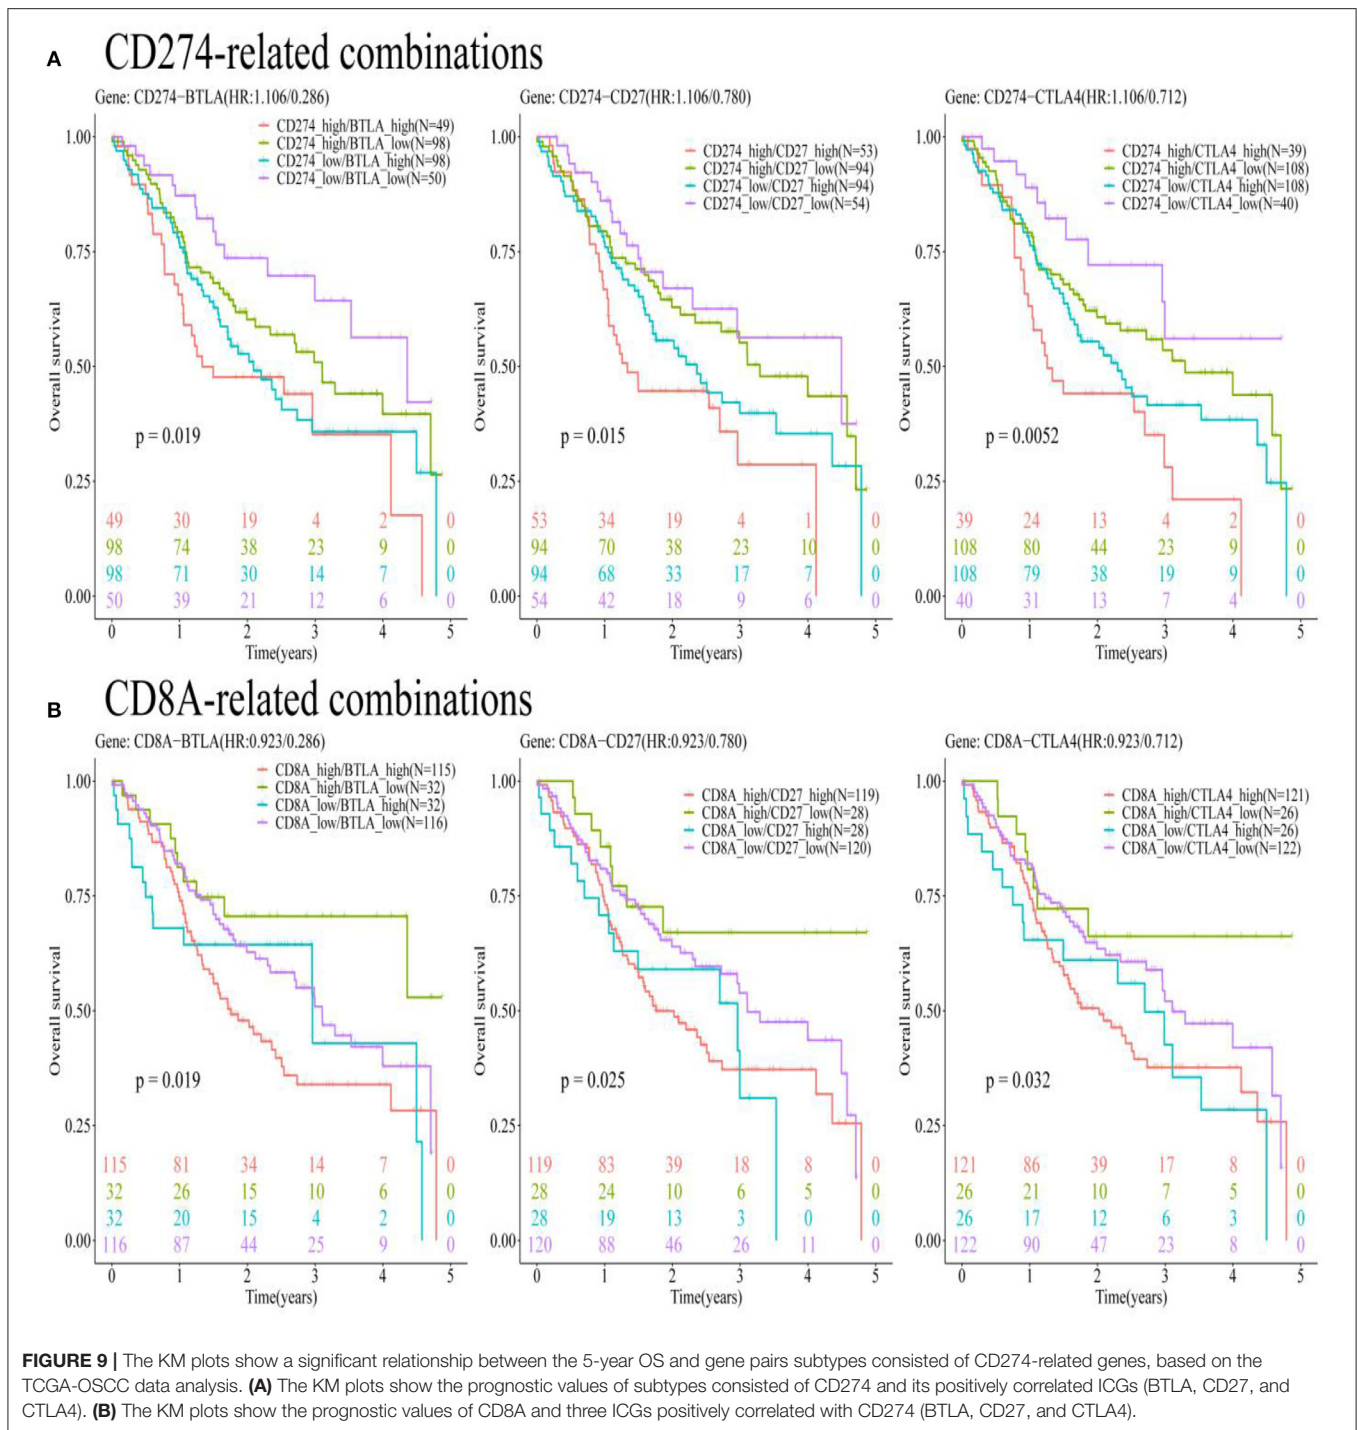 A CD274-related combinations
Gene: CD274−BTLA(HR:1.106/0.286)
CD274_high/BTLA_high(N=49)
CD274_high/BTLA_low(N=98)
CD274_low/BTLA_high(N=98)
CD274_low/BTLA_low(N=50)
1.00
0.75
0.50
0.25
0.00
Overall survival
p = 0.019
49 30 19 4 2 0
98 74 38 23 9 0
98 71 30 14 7 0
50 39 21 12 6 0
0 1 2 3 4 5
Time(years)
Gene: CD274−CD27(HR:1.106/0.780)
CD274_high/CD27_high(N=53)
CD274_high/CD27_low(N=94)
CD274_low/CD27_high(N=94)
CD274_low/CD27_low(N=54)
1.00
0.75
0.50
0.25
0.00
Overall survival
p = 0.015
53 34 19 4 1 0
94 70 38 23 10 0
94 68 33 17 7 0
54 42 18 9 6 0
0 1 2 3 4 5
Time(years)
Gene: CD274−CTLA4(HR:1.106/0.712)
CD274_high/CTLA4_high(N=39)
CD274_high/CTLA4_low(N=108)
CD274_low/CTLA4_high(N=108)
CD274_low/CTLA4_low(N=40)
1.00
0.75
0.50
0.25
0.00
Overall survival
p = 0.0052
39 24 13 4 2 0
108 80 44 23 9 0
108 79 38 19 9 0
40 31 13 7 4 0
0 1 2 3 4 5
Time(years)
B CD8A-related combinations
Gene: CD8A−BTLA(HR:0.923/0.286)
CD8A_high/BTLA_high(N=115)
CD8A_high/BTLA_low(N=32)
CD8A_low/BTLA_high(N=32)
CD8A_low/BTLA_low(N=116)
1.00
0.75
0.50
0.25
0.00
Overall survival
p = 0.019
115 81 34 14 7 0
32 26 15 10 6 0
32 20 15 4 2 0
116 87 44 25 9 0
0 1 2 3 4 5
Time(years)
Gene: CD8A−CD27(HR:0.923/0.780)
CD8A_high/CD27_high(N=119)
CD8A_high/CD27_low(N=28)
CD8A_low/CD27_high(N=28)
CD8A_low/CD27_low(N=120)
1.00
0.75
0.50
0.25
0.00
Overall survival
p = 0.025
119 83 39 18 8 0
28 24 10 6 5 0
28 19 13 3 0 0
120 88 46 26 11 0
0 1 2 3 4 5
Time(years)
Gene: CD8A−CTLA4(HR:0.923/0.712)
CD8A_high/CTLA4_high(N=121)
CD8A_high/CTLA4_low(N=26)
CD8A_low/CTLA4_high(N=26)
CD8A_low/CTLA4_low(N=122)
1.00
0.75
0.50
0.25
0.00
Overall survival
p = 0.032
121 86 39 17 8 0
26 21 10 7 5 0
26 17 12 6 3 0
122 90 47 23 8 0
0 1 2 3 4 5
Time(years)
FIGURE 9 | The KM plots show a significant relationship between the 5-year OS and gene pairs subtypes consisted of CD274-related genes, based on the
TCGA-OSCC data analysis. (A) The KM plots show the prognostic values of subtypes consisted of CD274 and its positively correlated ICGs (BTLA, CD27, and
CTLA4). (B) The KM plots show the prognostic values of CD8A and three ICGs positively correlated with CD274 (BTLA, CD27, and CTLA4).